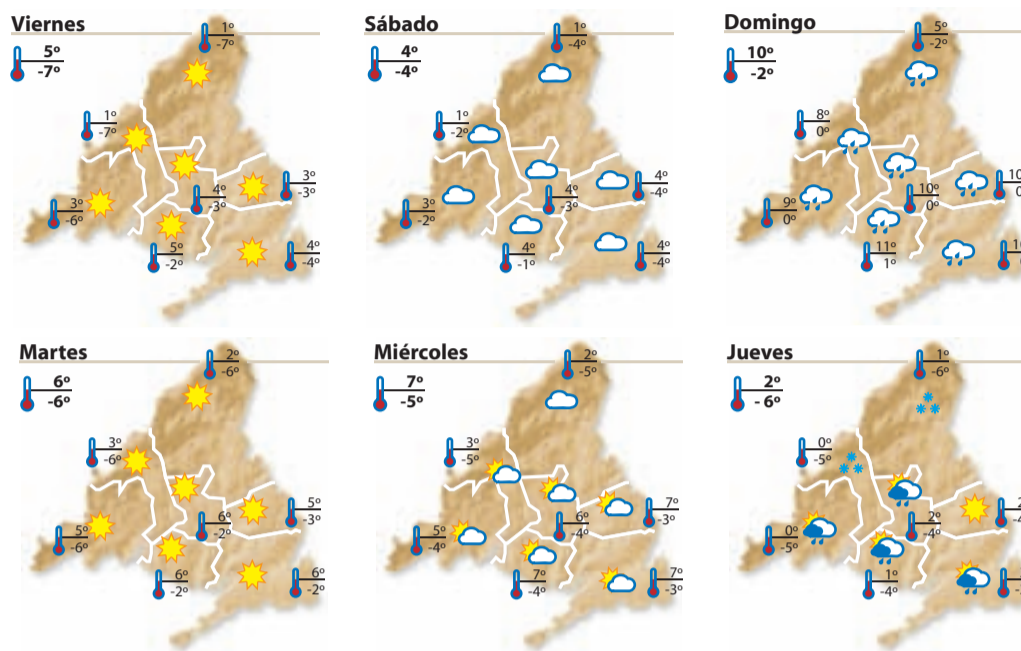 Viernes
5º
-7º
1º
-7º
1º
-7º
3º
-3º
4º
-3º
3º
-6º
5º
-2º
4º
-4º
Sábado
4º
-4º
1º
-4º
1º
-2º
4º
-4º
4º
-3º
3º
-2º
4º
-1º
4º
-4º
Domingo
10º
-2º
5º
-2º
8º
0º
10º
0º
9º
0º
11º
1º
Martes
6º
-6º
2º
-6º
3º
-6º
5º
-3º
6º
-2º
5º
-6º
6º
-2º
6º
-2º
Miércoles
7º
-5º
2º
-5º
3º
-5º
7º
-3º
6º
-4º
5º
-4º
7º
-4º
7º
-3º
Jueves
2º
-6º
1º
-6º
0º
-5º
2º
-4º
0º
-5º
1º
-4º